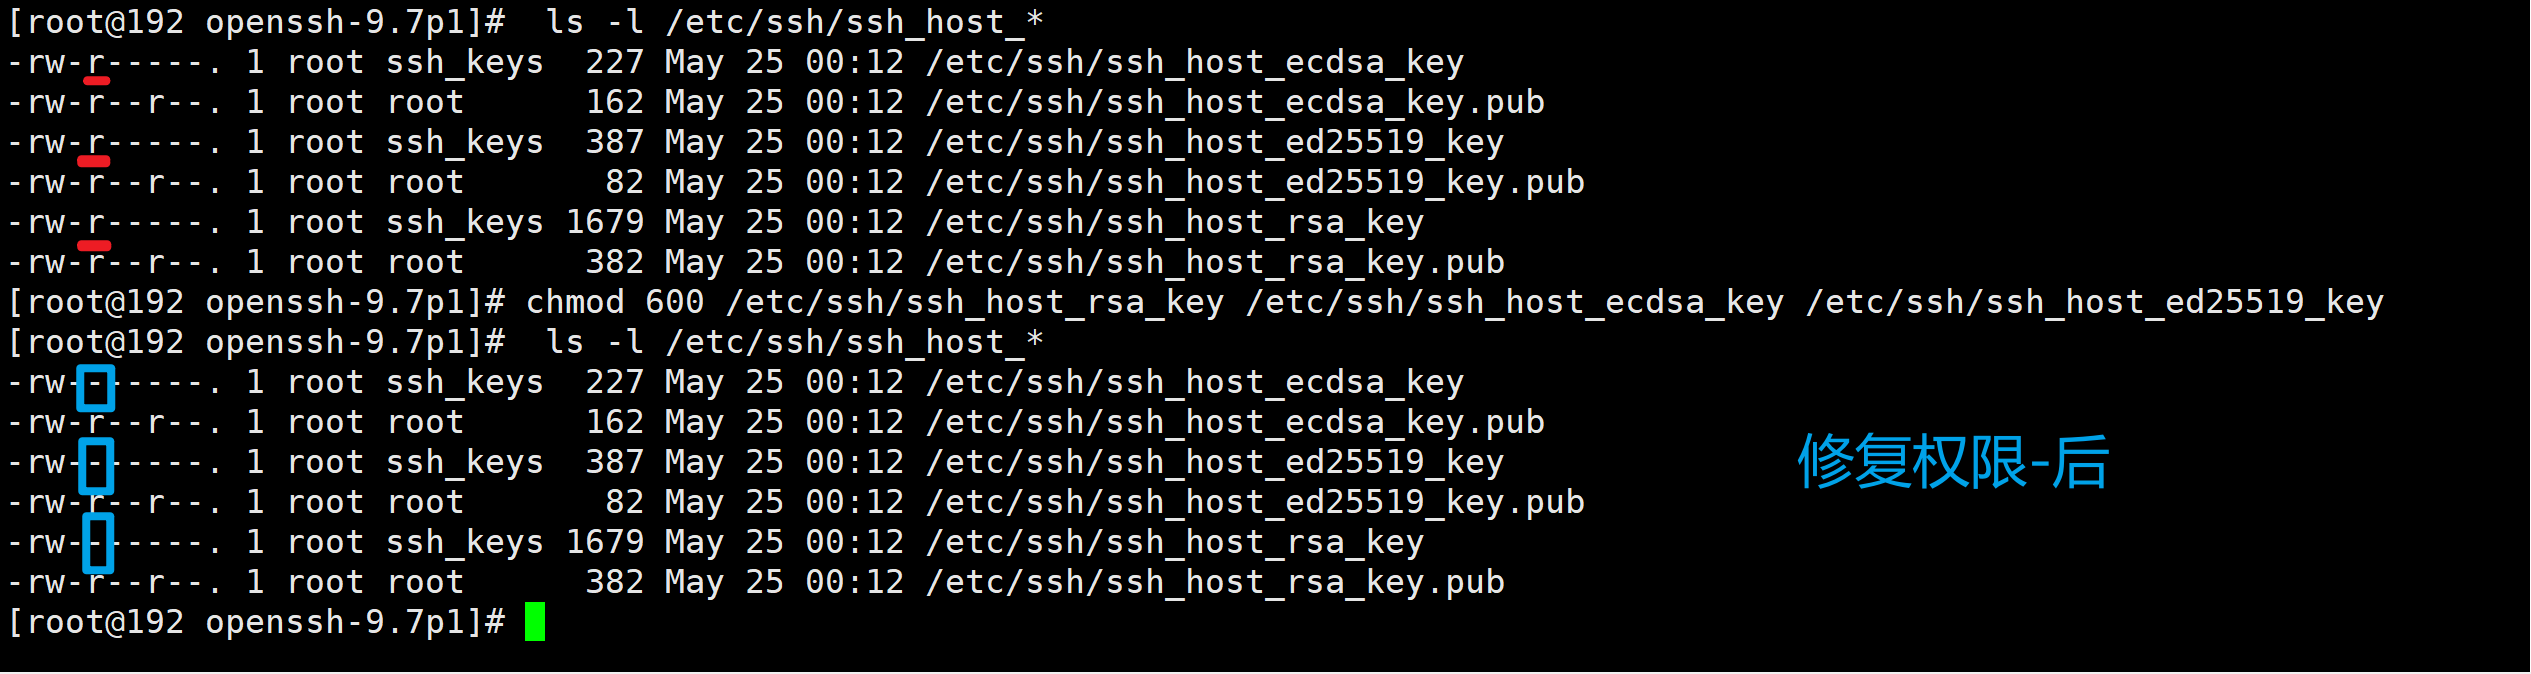 [root@192 openssh-9.7p1]#  ls -l /etc/ssh/ssh_host_*
-rw-r-----. 1 root ssh_keys  227 May 25 00:12 /etc/ssh/ssh_host_ecdsa_key
-rw-r--r--. 1 root root      162 May 25 00:12 /etc/ssh/ssh_host_ecdsa_key.pub
-rw-r-----. 1 root ssh_keys  387 May 25 00:12 /etc/ssh/ssh_host_ed25519_key
-rw-r--r--. 1 root root       82 May 25 00:12 /etc/ssh/ssh_host_ed25519_key.pub
-rw-r-----. 1 root ssh_keys 1679 May 25 00:12 /etc/ssh/ssh_host_rsa_key
-rw-r--r--. 1 root root      382 May 25 00:12 /etc/ssh/ssh_host_rsa_key.pub
[root@192 openssh-9.7p1]# chmod 600 /etc/ssh/ssh_host_rsa_key /etc/ssh/ssh_host_ecdsa_key /etc/ssh/ssh_host_ed25519_key
[root@192 openssh-9.7p1]#  ls -l /etc/ssh/ssh_host_*
-rw-------. 1 root ssh_keys  227 May 25 00:12 /etc/ssh/ssh_host_ecdsa_key
-rw-r--r--. 1 root root      162 May 25 00:12 /etc/ssh/ssh_host_ecdsa_key.pub
-rw-------. 1 root ssh_keys  387 May 25 00:12 /etc/ssh/ssh_host_ed25519_key
修复权限-后
-rw-r--r--. 1 root root       82 May 25 00:12 /etc/ssh/ssh_host_ed25519_key.pub
-rw-------. 1 root ssh_keys 1679 May 25 00:12 /etc/ssh/ssh_host_rsa_key
-rw-r--r--. 1 root root      382 May 25 00:12 /etc/ssh/ssh_host_rsa_key.pub
[root@192 openssh-9.7p1]#